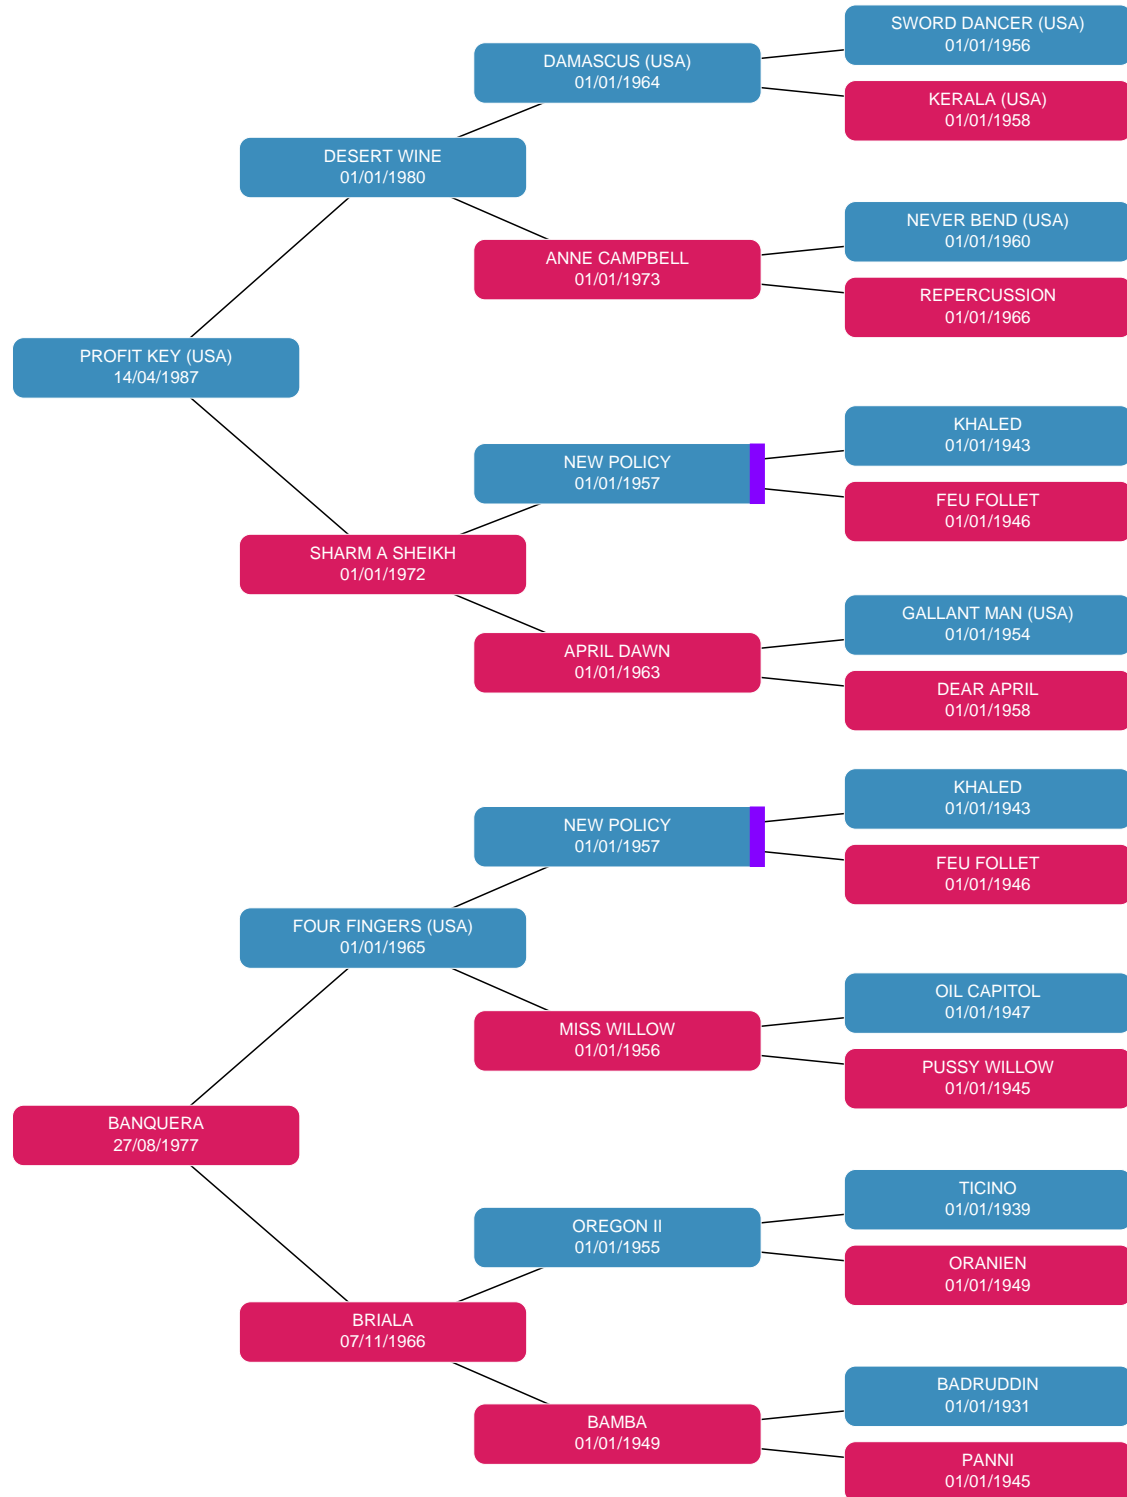 SWORD DANCER (USA)
01/01/1956
DAMASCUS (USA)
01/01/1964
KERALA (USA)
01/01/1958
DESERT WINE
01/01/1980
NEVER BEND (USA)
01/01/1960
ANNE CAMPBELL
01/01/1973
REPERCUSSION
01/01/1966
PROFIT KEY (USA)
14/04/1987
KHALED
01/01/1943
NEW POLICY
01/01/1957
FEU FOLLET
01/01/1946
SHARM A SHEIKH
01/01/1972
GALLANT MAN (USA)
01/01/1954
APRIL DAWN
01/01/1963
DEAR APRIL
01/01/1958
KHALED
01/01/1943
NEW POLICY
01/01/1957
FEU FOLLET
01/01/1946
FOUR FINGERS (USA)
01/01/1965
OIL CAPITOL
01/01/1947
MISS WILLOW
01/01/1956
PUSSY WILLOW
01/01/1945
BANQUERA
27/08/1977
TICINO
01/01/1939
OREGON II
01/01/1955
ORANIEN
01/01/1949
BRIALA
07/11/1966
BADRUDDIN
01/01/1931
BAMBA
01/01/1949
PANNI
01/01/1945